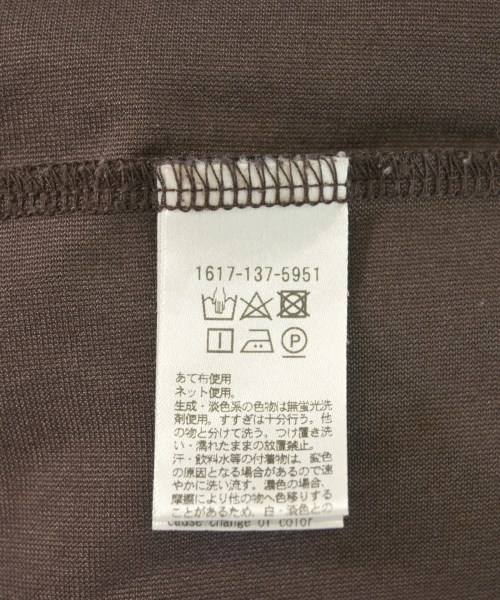 1617-137-5951
P
あて布使用
ネット使用。
生成・淡色系の色物は無蛍光洗
剤使用。すすぎは十分行う。他
の物と分けて洗う。つけ置き洗
い・濡れたままの放置禁止。
汗・飲料水等の付着物は、変色
の原因となる場合があるので速
やかに洗い流す。濃色の場合、
摩擦により他の物へ色移りする
ことがあるため、白・淡色との
cause change of color